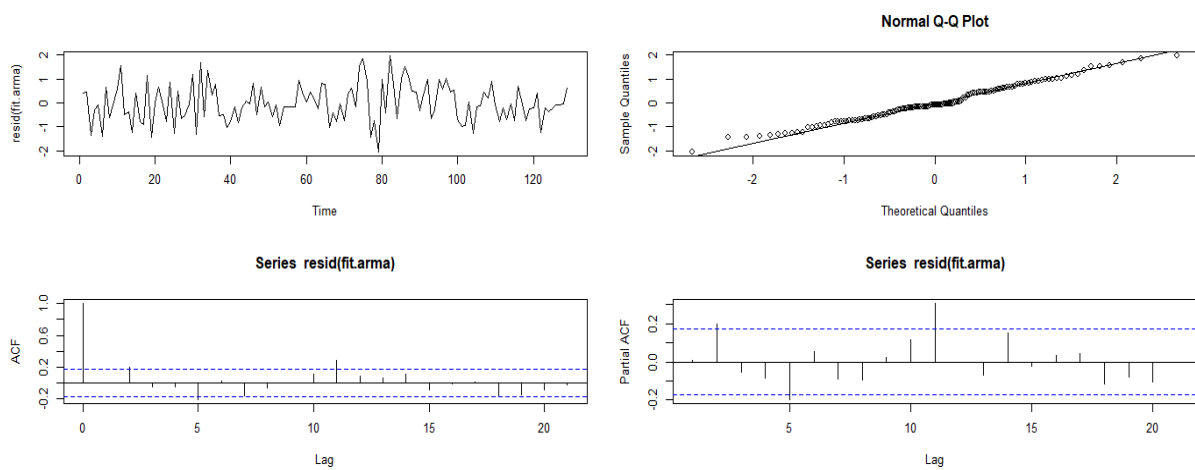 resid(fit.arma)
2
1
0
-1
-2
0 20 40 60 80 100 120
Time
Normal Q-Q Plot
Sample Quantiles
2
1
0
-1
-2
-2 -1 0 1 2
Theoretical Quantiles
Series resid(fit.arma)
ACF
1.0
0.6
0.2
-0.2
0 5 10 15 20
Lag
Series resid(fit.arma)
Partial ACF
0.2
0.0
-0.2
5 10 15 20
Lag